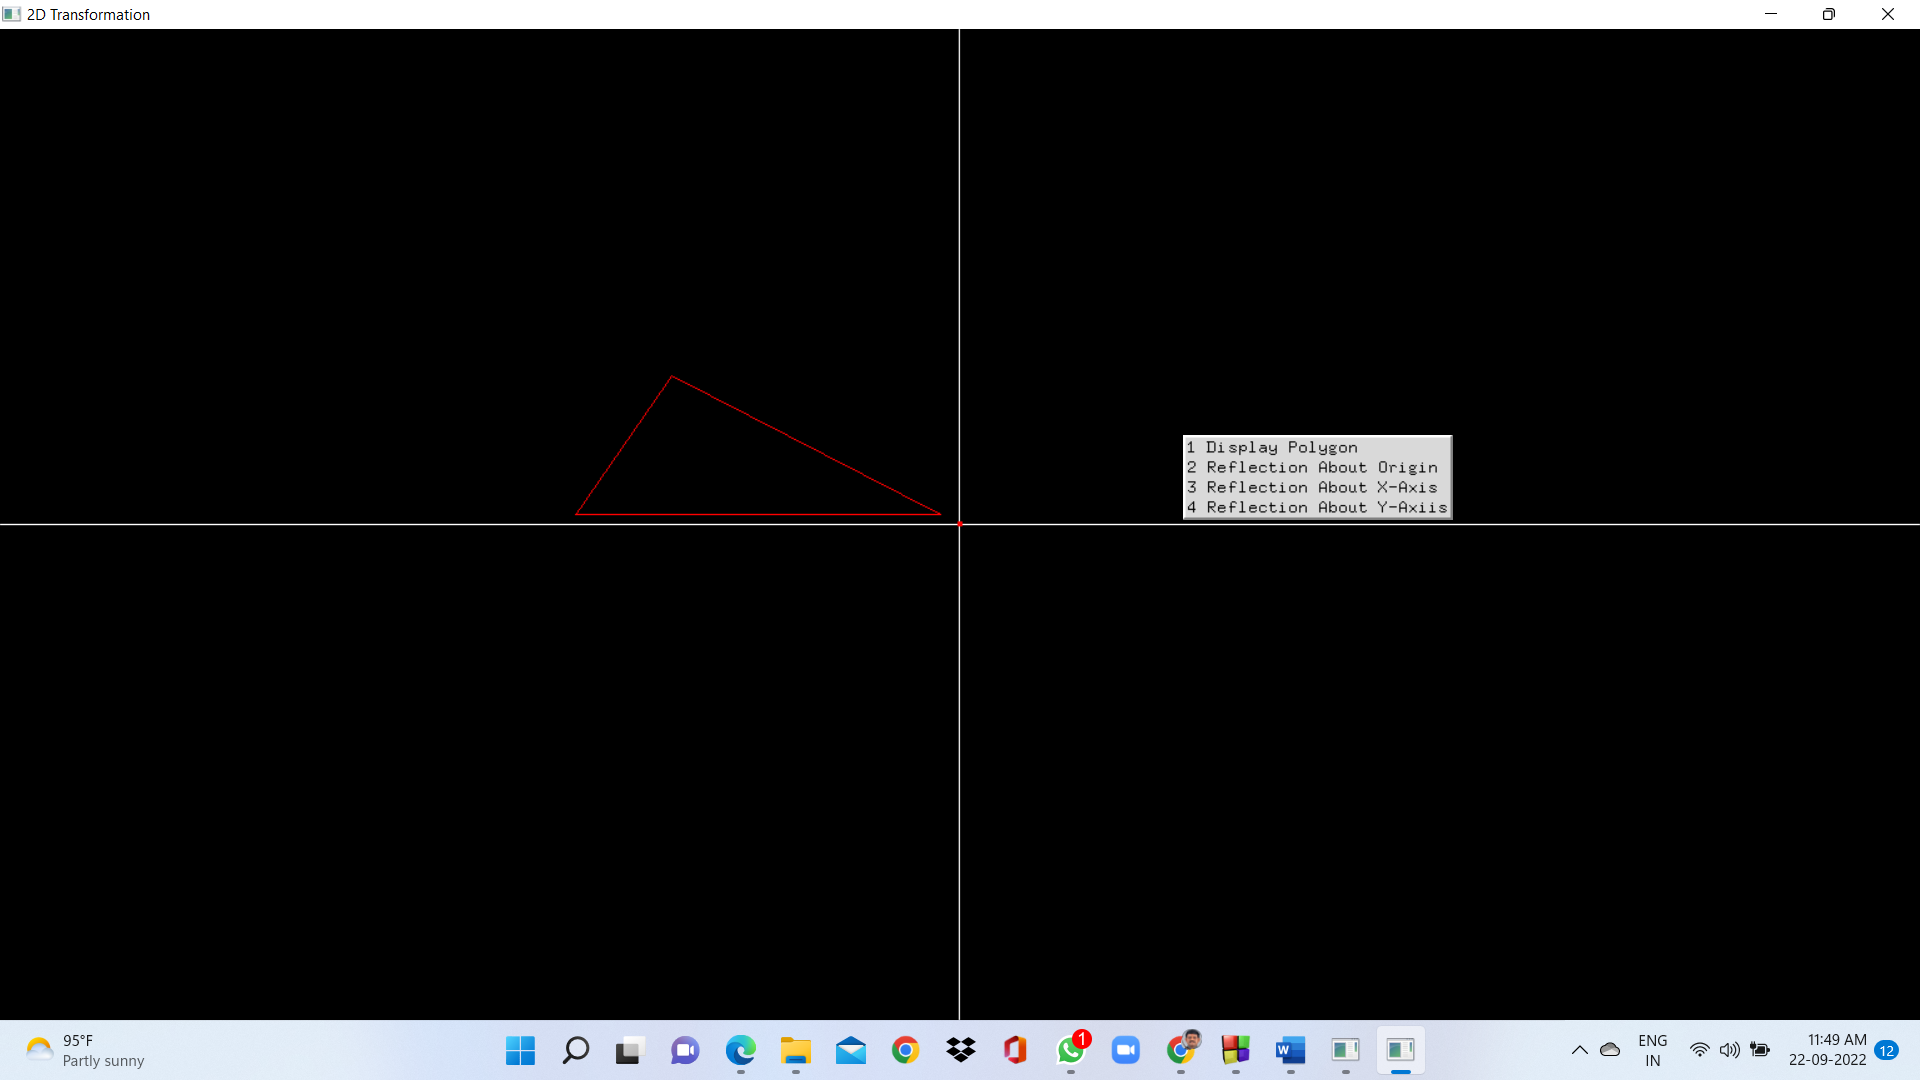 2D Transformation
1 Display Polygon
2 Reflection About Origin
3 Reflection About X-Axis
4 Reflection About Y-Axiis
95°F
Partly sunny
1
W
ENG
IN
11:49 AM
22-09-2022
12